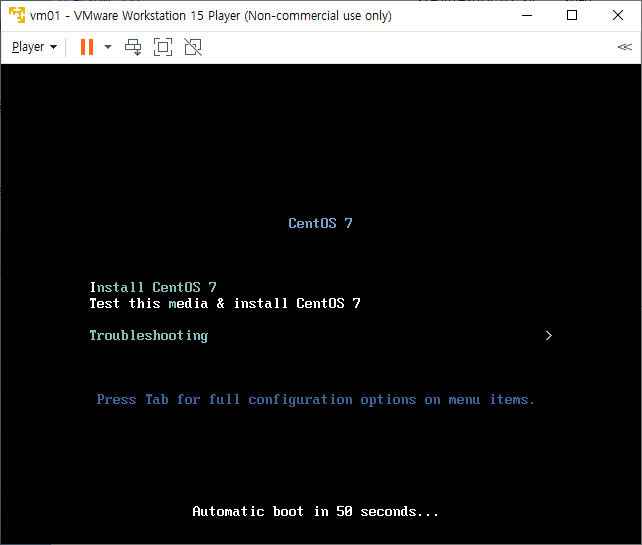 vm01 - VMware Workstation 15 Player (Non-commercial use only)
Player
CentOS 7
Install CentOS 7
Test this media & install CentOS 7
Troubleshooting >
Press Tab for full configuration options on menu items.
Automatic boot in 50 seconds...